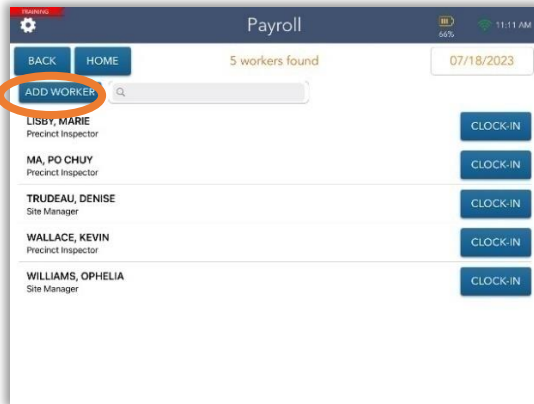 TRAINING
Payroll
66%
11:11 AM
BACK
HOME
5 workers found
07/18/2023
ADD WORKER
LISBY, MARIE
Precinct Inspector
CLOCK-IN
MA, PO CHUY
Precinct Inspector
CLOCK-IN
TRUDEAU, DENISE
Site Manager
CLOCK-IN
WALLACE, KEVIN
Precinct Inspector
CLOCK-IN
WILLIAMS, OPHELIA
Site Manager
CLOCK-IN